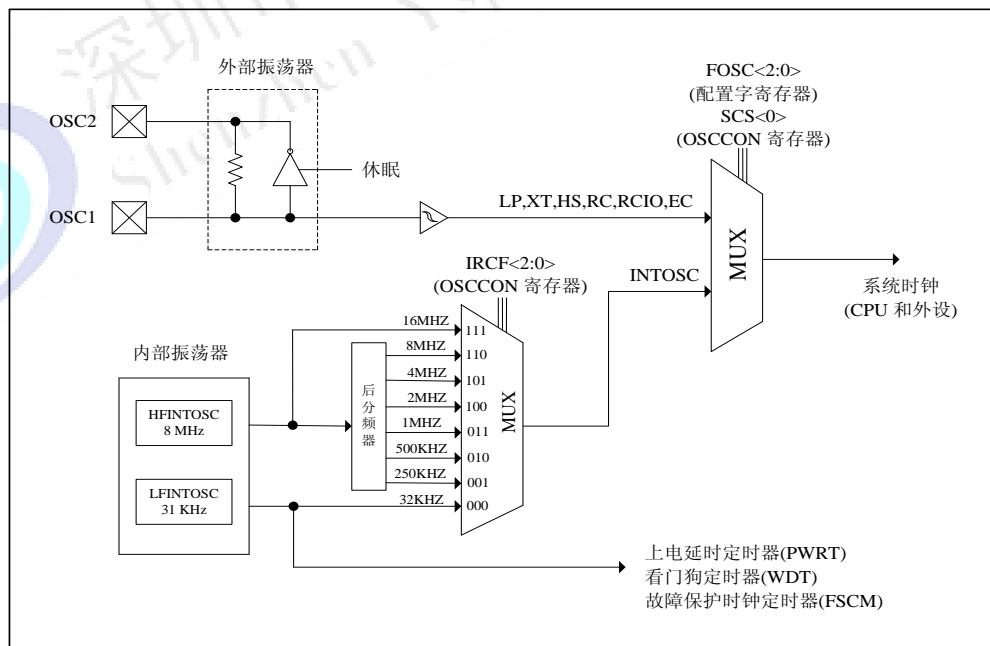 深圳
Shenzhen
外部振荡器
OSC2
OSC1
休眠
FOSC<2:0>
(配置字寄存器)
SCS<0>
(OSCCON 寄存器)
LP,XT,HS,RC,RCIO,EC
MUX
INTOSC
系统时钟
(CPU 和外设)
IRCF<2:0>
(OSCCON 寄存器)
内部振荡器
HFINTOSC
8 MHz
LFINTOSC
31 KHz
后分频器
16MHZ 111
8MHZ 110
4MHZ 101
2MHZ 100
1MHZ 011
500KHZ 010
250KHZ 001
32KHZ 000
MUX
上电延时定时器(PWRT)
看门狗定时器(WDT)
故障保护时钟定时器(FSCM)